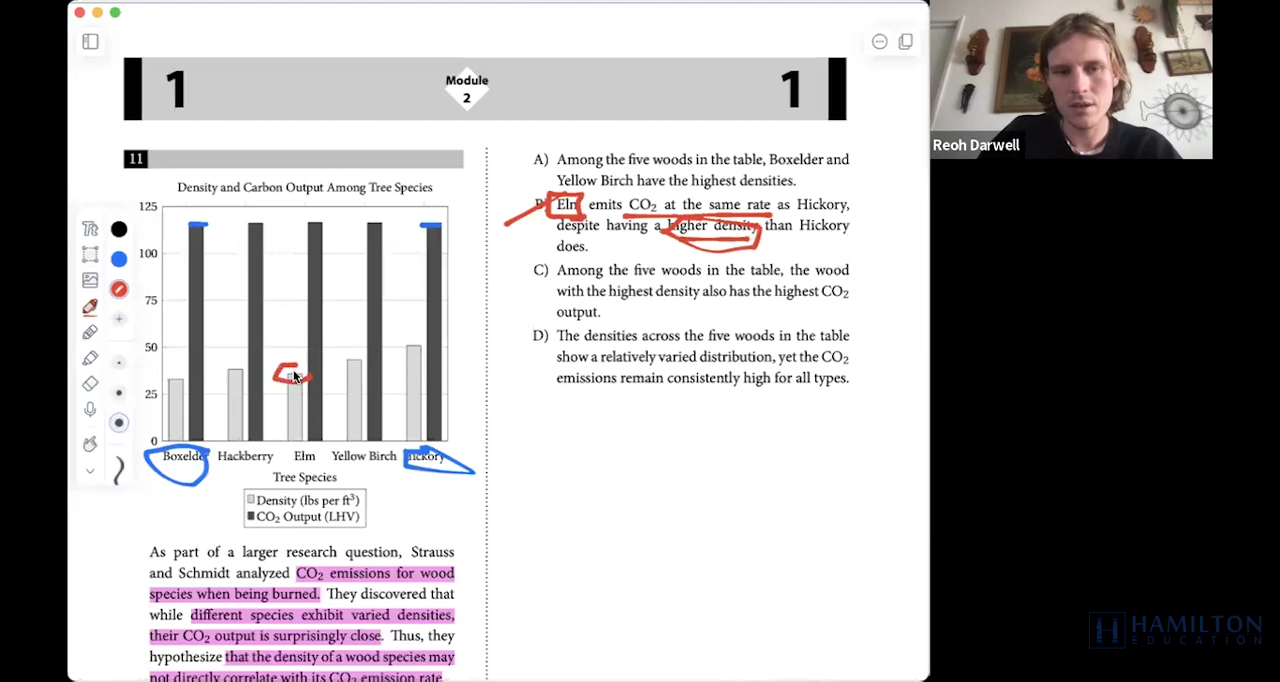 1
Module
2
1
11
Density and Carbon Output Among Tree Species
125
100
75
50
25
0
Boxelder Hackberry Elm Yellow Birch Hickory
Tree Species
Density (lbs per ft³)
CO₂ Output (LHV)
As part of a larger research question, Strauss
and Schmidt analyzed CO₂ emissions for wood
species when being burned. They discovered that
while different species exhibit varied densities,
their CO₂ output is surprisingly close. Thus, they
hypothesize that the density of a wood species may
not directly correlate with its CO₂ emission rate
A) Among the five woods in the table, Boxelder and
Yellow Birch have the highest densities.
B) Elm emits CO₂ at the same rate as Hickory,
despite having a higher density than Hickory
does.
C) Among the five woods in the table, the wood
with the highest density also has the highest CO₂
output.
D) The densities across the five woods in the table
show a relatively varied distribution, yet the CO₂
emissions remain consistently high for all types.
Reoh Darwell
HAMILTON
EDUCATION